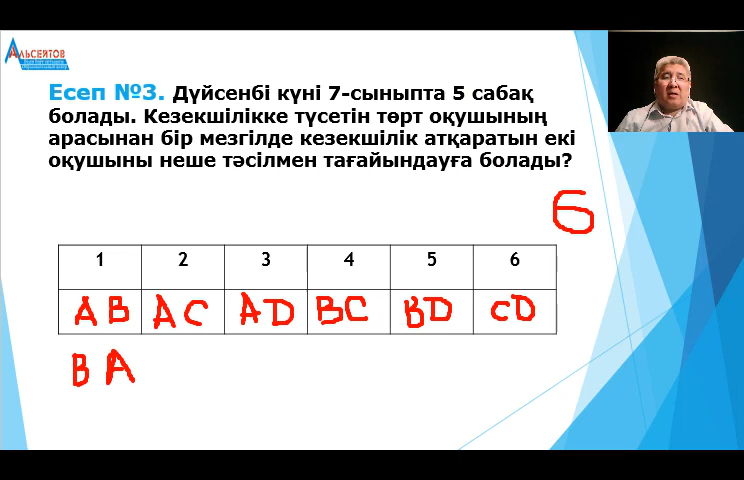 АЛЬСЕИТОВ
Есеп №3. Дүйсенбі күні 7-сыныпта 5 сабақ
болады. Кезекшілікке түсетін төрт оқушының
арасынан бір мезгілде кезекшілік атқаратын екі
оқушыны неше тәсілмен тағайындауға болады?
6
1 2 3 4 5 6
AB AC AD BC BD CD
BA